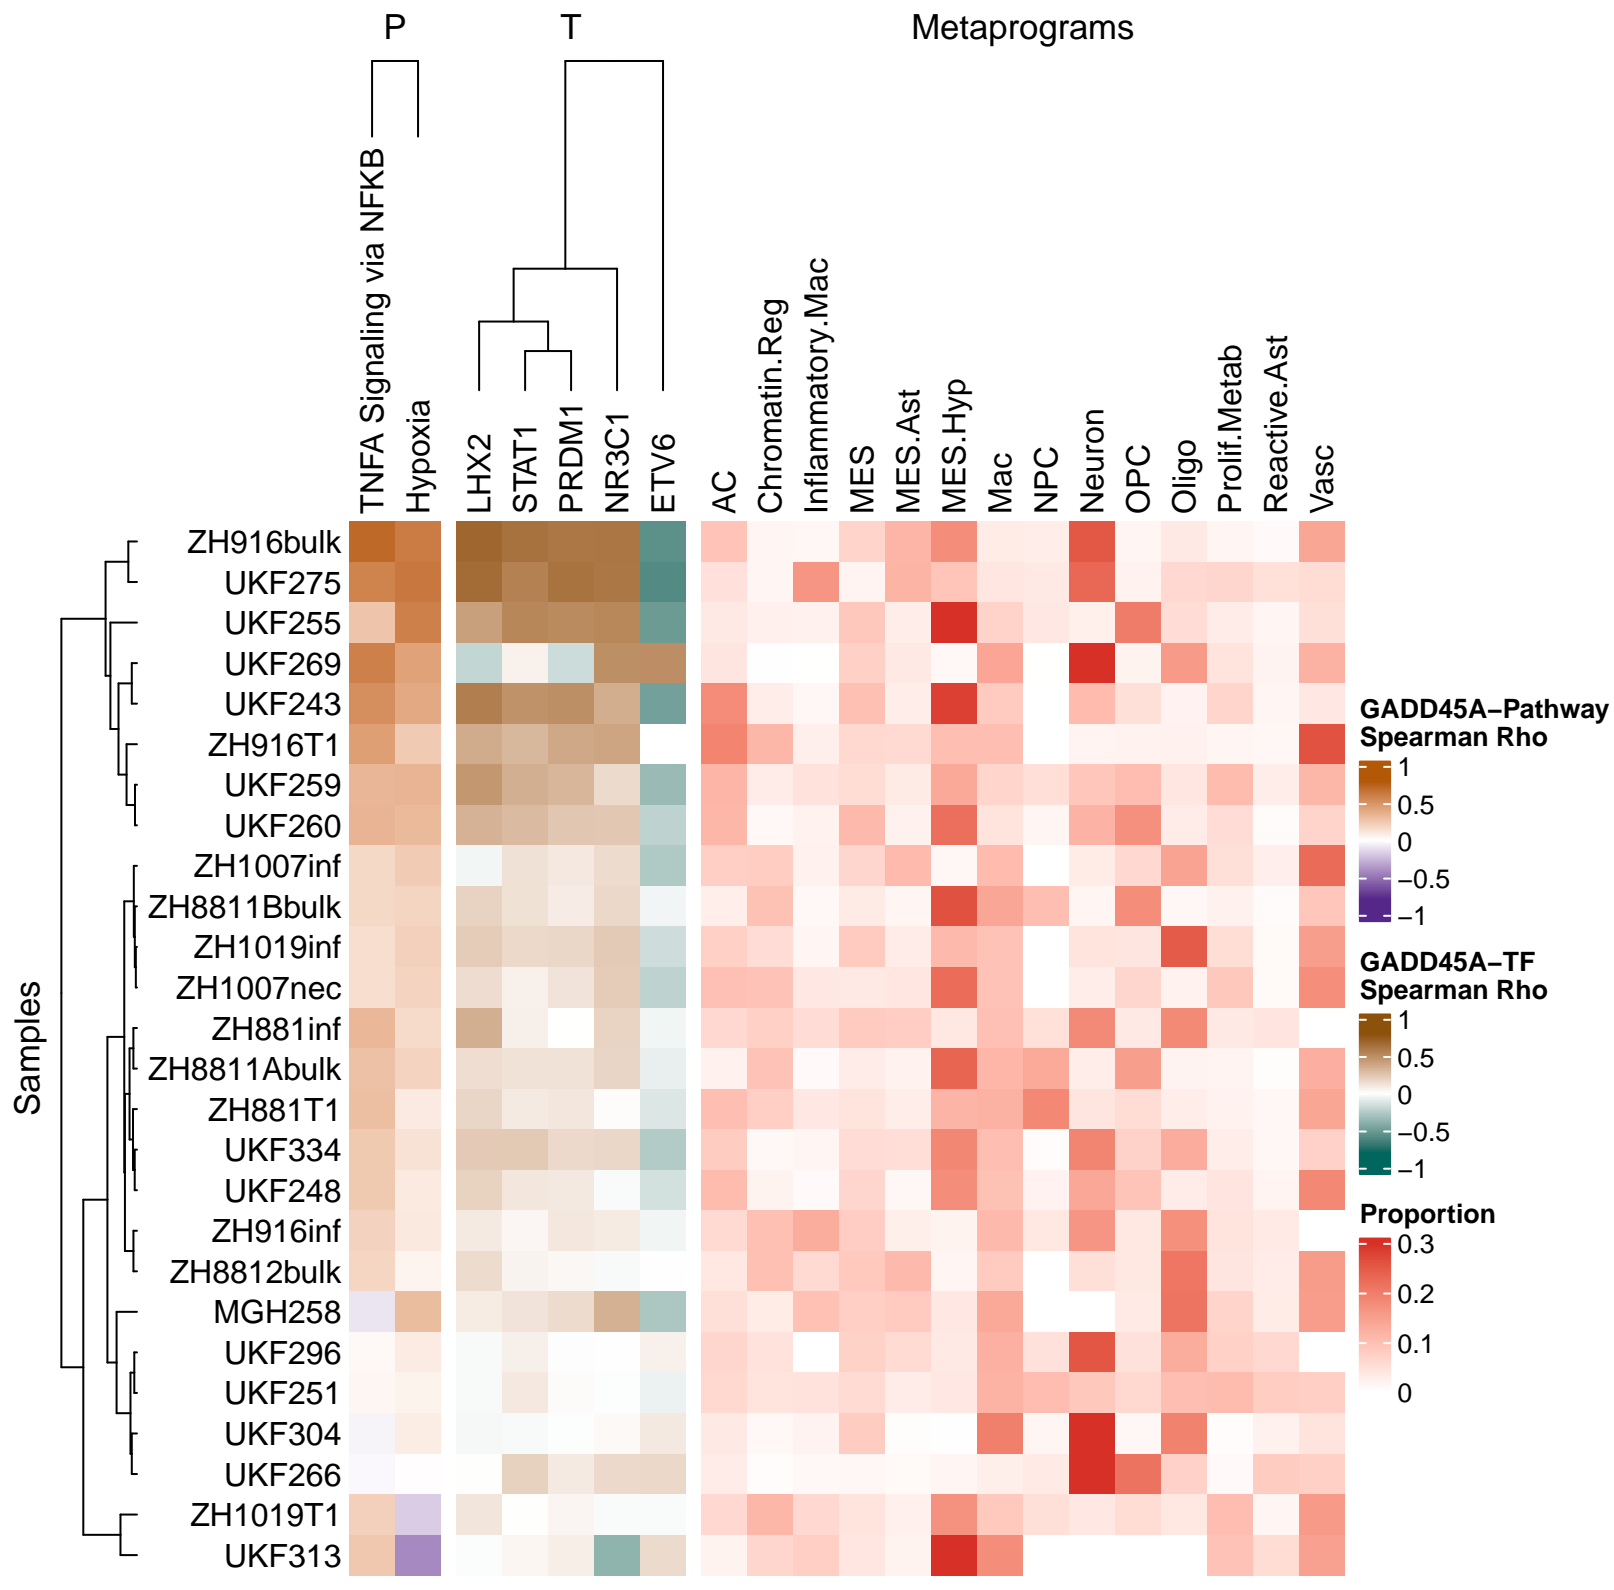 P
T
Metaprograms
TNFA Signaling via NFKB
Hypoxia
LHX2
STAT1
PRDM1
NR3C1
ETV6
AC
Chromatin.Reg
Inflammatory.Mac
MES
MES.Ast
MES.Hyp
Mac
NPC
Neuron
OPC
Oligo
Prolif.Metab
Reactive.Ast
Vasc
Samples
ZH916bulk
UKF275
UKF255
UKF269
UKF243
ZH916T1
UKF259
UKF260
ZH1007inf
ZH8811Bbulk
ZH1019inf
ZH1007nec
ZH881inf
ZH8811Abulk
ZH881T1
UKF334
UKF248
ZH916inf
ZH8812bulk
MGH258
UKF296
UKF251
UKF304
UKF266
ZH1019T1
UKF313
GADD45A−Pathway
Spearman Rho
1
0.5
0
−0.5
−1
GADD45A−TF
Spearman Rho
1
0.5
0
−0.5
−1
Proportion
0.3
0.2
0.1
0